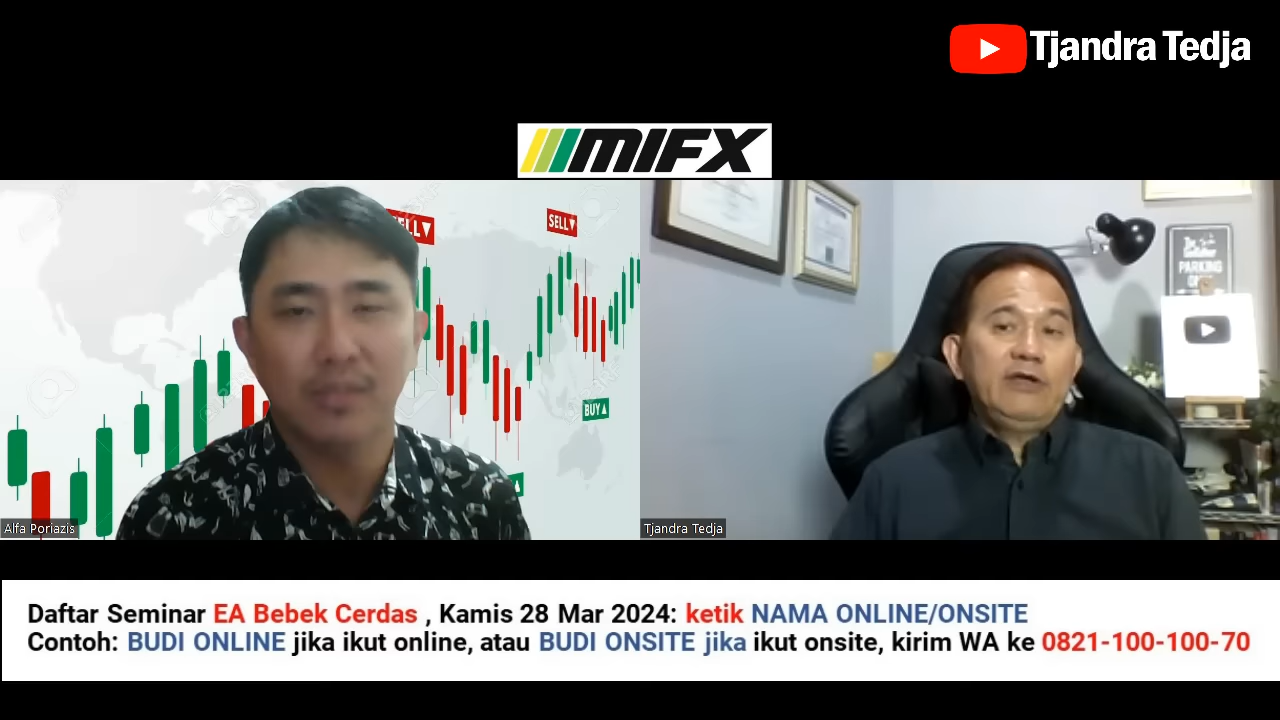 Tjandra Tedja
MIFX
SELL▼
SELL▼
BUY▲
PARKING
Alfa Poriazis
Tjandra Tedja
Daftar Seminar EA Bebek Cerdas , Kamis 28 Mar 2024: ketik NAMA ONLINE/ONSITE
Contoh: BUDI ONLINE jika ikut online, atau BUDI ONSITE jika ikut onsite, kirim WA ke 0821-100-100-70